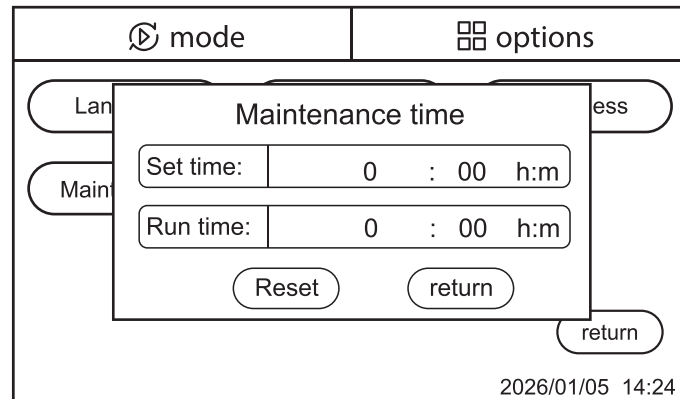 mode
options
Lan
ess
Maintenance time
Set time: 0 : 00 h:m
Maint
Run time: 0 : 00 h:m
Reset
return
return
2026/01/05 14:24